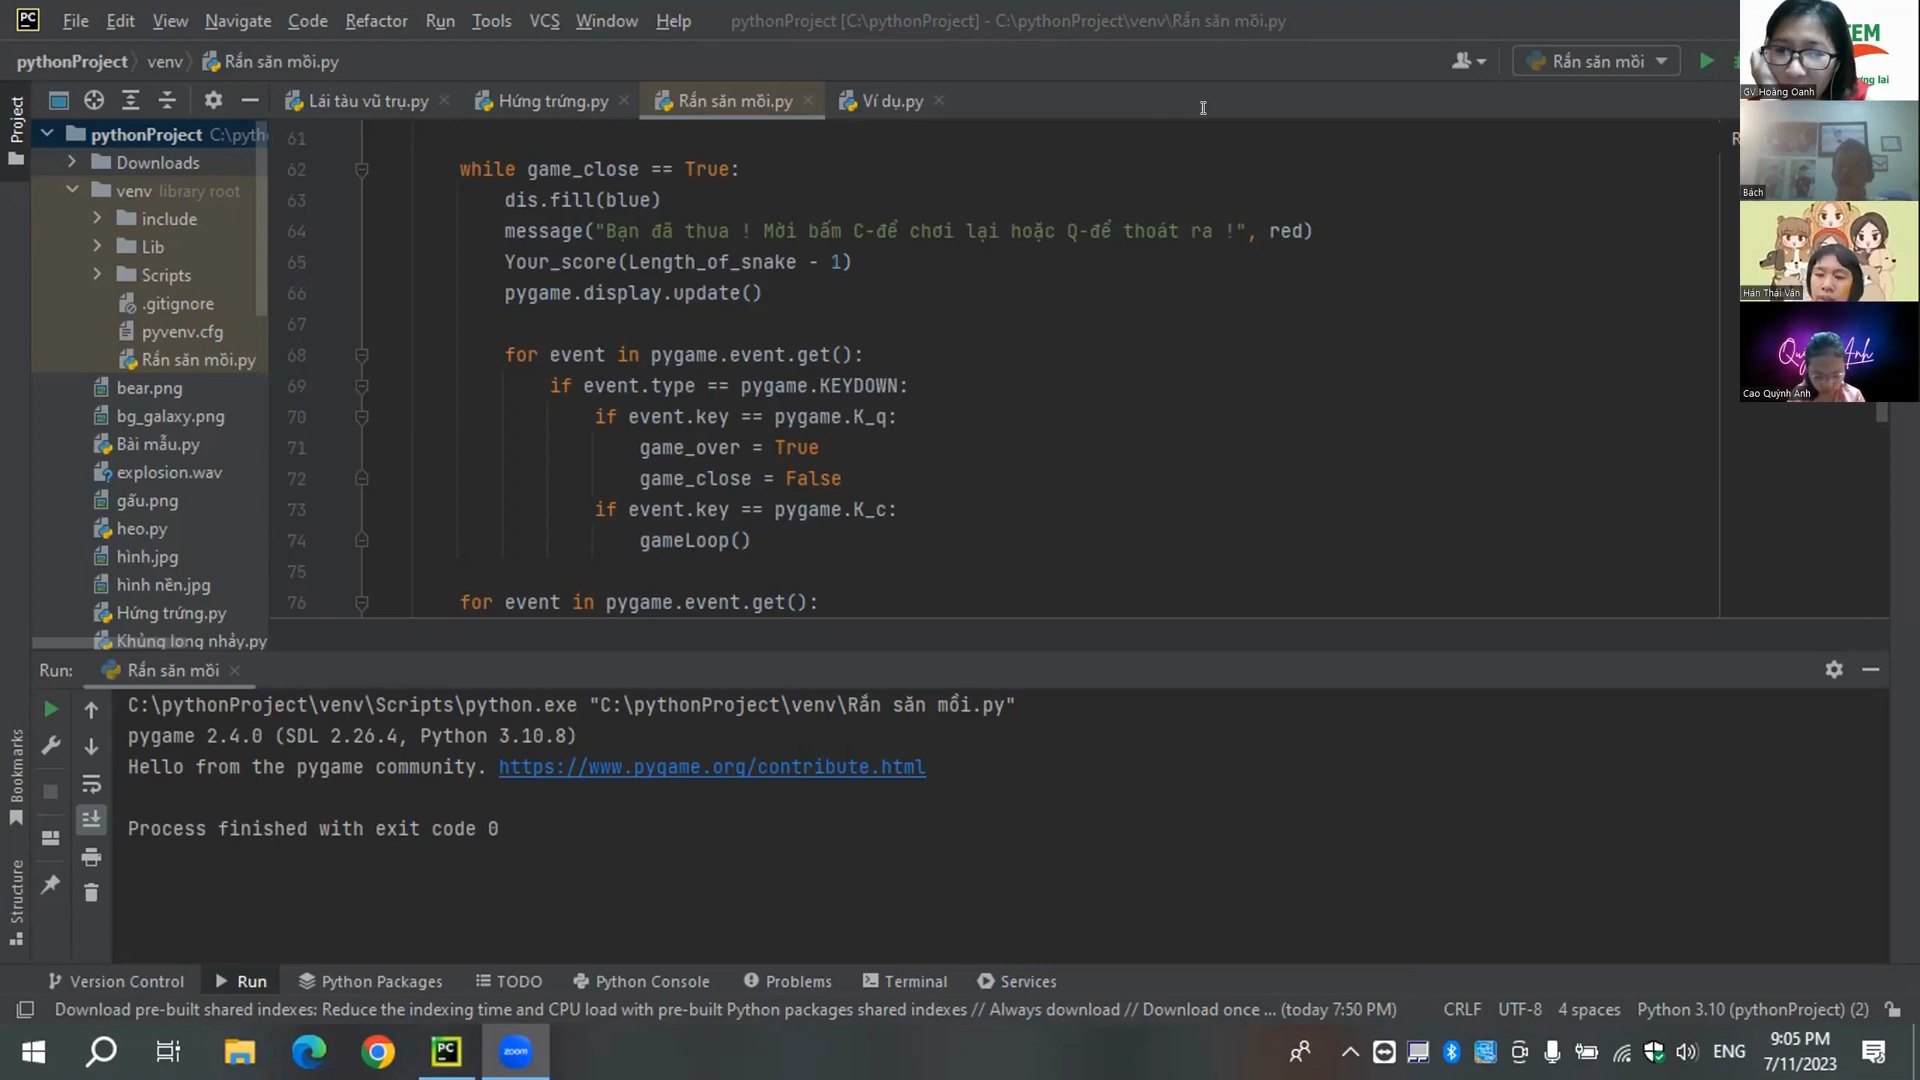 File Edit View Navigate Code Refactor Run Tools VCS Window Help pythonProject [C:\pythonProject] - C:\pythonProject\venv\Rắn săn mồi.py
pythonProject venv Rắn săn mồi.py
Rắn săn mồi
Project
Lái tàu vũ trụ.py
Hứng trứng.py
Rắn săn mồi.py
Ví dụ.py
pythonProject C:\pyth
Downloads
venv library root
include
Lib
Scripts
.gitignore
pyvenv.cfg
Rắn săn mồi.py
bear.png
bg_galaxy.png
Bài mẫu.py
explosion.wav
gấu.png
heo.py
hình.jpg
hình nền.jpg
Hứng trứng.py
Khủng long nhảy.py
61
62 while game_close == True:
63 dis.fill(blue)
64 message("Bạn đã thua ! Mời bấm C-để chơi lại hoặc Q-để thoát ra !", red)
65 Your_score(Length_of_snake - 1)
66 pygame.display.update()
67
68 for event in pygame.event.get():
69 if event.type == pygame.KEYDOWN:
70 if event.key == pygame.K_q:
71 game_over = True
72 game_close = False
73 if event.key == pygame.K_c:
74 gameLoop()
75
76 for event in pygame.event.get():
TEM
ơng lai
GV Hoàng Oanh
Bách
Hán Thái Vân
Quỳnh Anh
Cao Quỳnh Anh
Run: Rắn săn mồi
C:\pythonProject\venv\Scripts\python.exe "C:\pythonProject\venv\Rắn săn mồi.py"
pygame 2.4.0 (SDL 2.26.4, Python 3.10.8)
Hello from the pygame community. https://www.pygame.org/contribute.html
Process finished with exit code 0
Bookmarks
Structure
Version Control Run Python Packages TODO Python Console Problems Terminal Services
Download pre-built shared indexes: Reduce the indexing time and CPU load with pre-built Python packages shared indexes // Always download // Download once ... (today 7:50 PM) CRLF UTF-8 4 spaces Python 3.10 (pythonProject) (2)
zoom
ENG
9:05 PM
7/11/2023